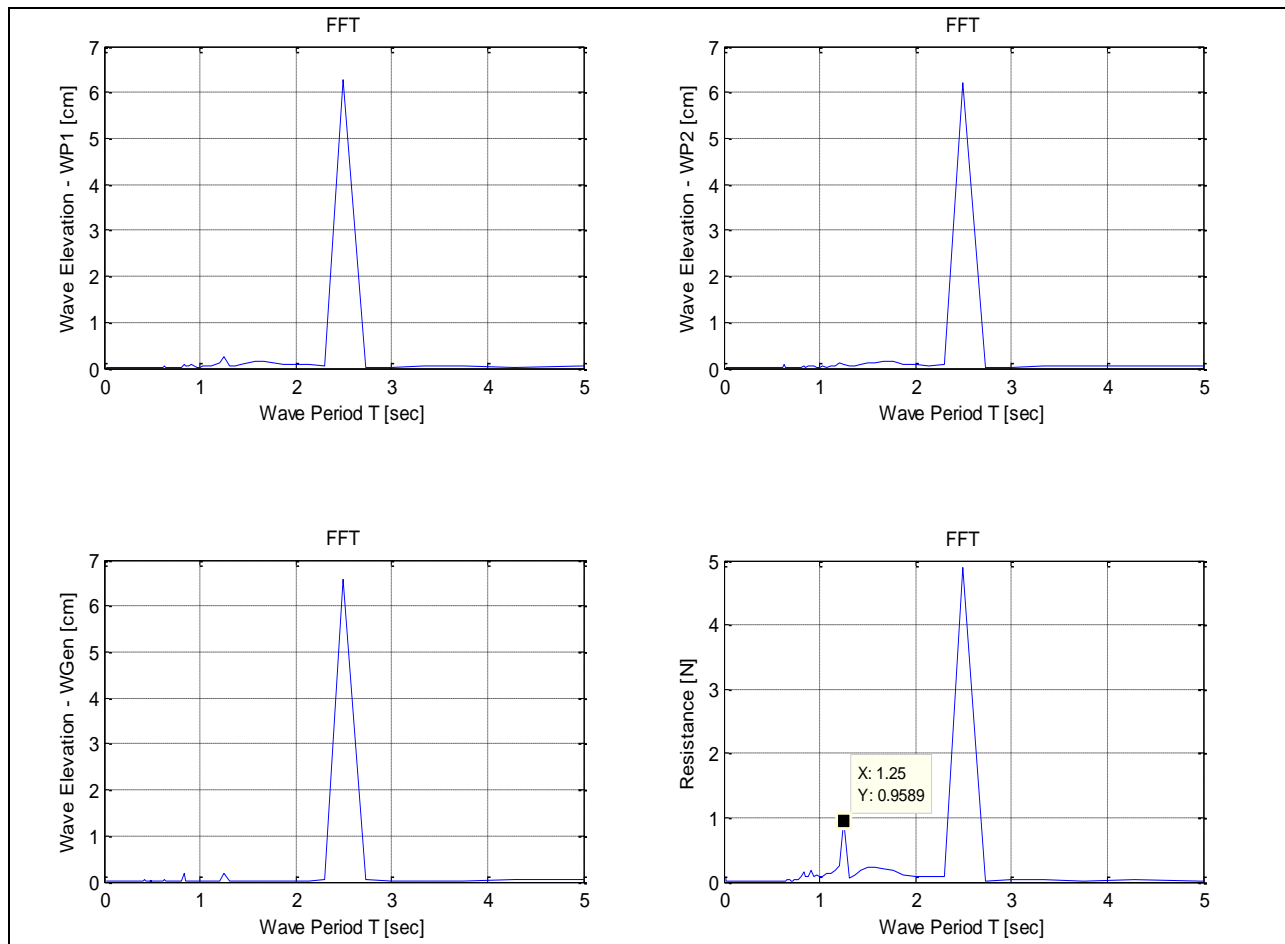 FFT
7
6
5
4
3
2
1
0
Wave Elevation - WP1 [cm]
0 1 2 3 4 5
Wave Period T [sec]
FFT
7
6
5
4
3
2
1
0
Wave Elevation - WP2 [cm]
0 1 2 3 4 5
Wave Period T [sec]
FFT
7
6
5
4
3
2
1
0
Wave Elevation - WGen [cm]
0 1 2 3 4 5
Wave Period T [sec]
FFT
5
4
3
2
1
0
Resistance [N]
X: 1.25
Y: 0.9589
0 1 2 3 4 5
Wave Period T [sec]